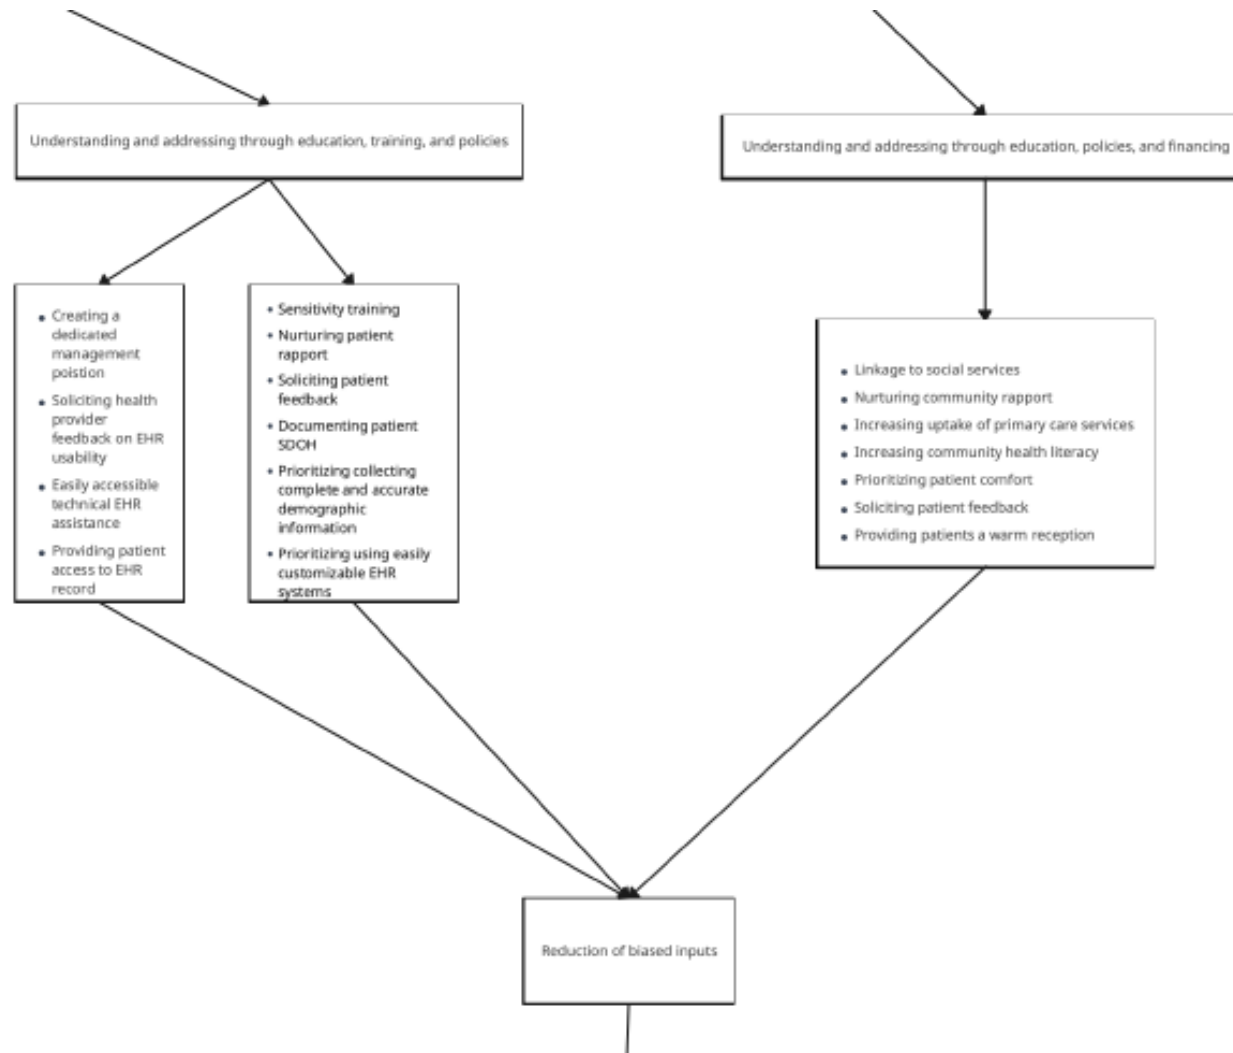 Understanding and addressing through education, training, and policies
Understanding and addressing through education, policies, and financing
• Creating a
dedicated
management
poistion
• Soliciting health
provider
feedback on EHR
usability
• Easily accessible
technical EHR
assistance
• Providing patient
access to EHR
record
• Sensitivity training
• Nurturing patient
rapport
• Soliciting patient
feedback
• Documenting patient
SDOH
• Prioritizing collecting
complete and accurate
demographic
information
• Prioritizing using easily
customizable EHR
systems
• Linkage to social services
• Nurturing community rapport
• Increasing uptake of primary care services
• Increasing community health literacy
• Prioritizing patient comfort
• Soliciting patient feedback
• Providing patients a warm reception
Reduction of biased inputs